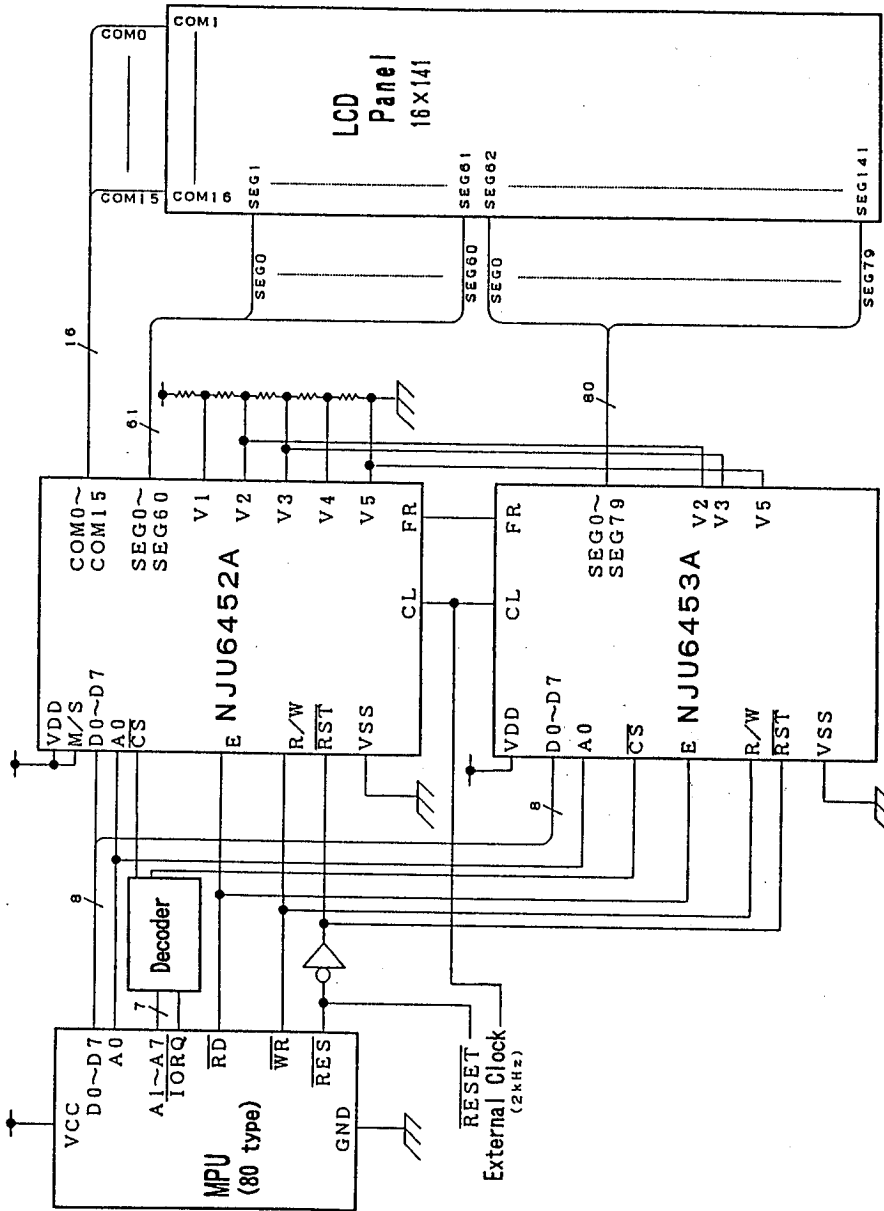 VCC
D0~D7
A0
A1~A7
IORQ
RD
WR
RES
GND
MPU
(80 type)
7
8
Decoder
RESET
External Clock
(2kHz)
VDD
M/S
D0~D7
A0
CS
E
R/W
RST
VSS
NJU6452A
COM0~
COM15
SEG0~
SEG60
V1
V2
V3
V4
V5
FR
CL
16
61
8
VDD
D0~D7
A0
CS
E
R/W
RST
VSS
NJU6453A
CL
FR
SEG0~
SEG79
V2
V3
V5
80
COM0
COM15
SEG0
SEG60
SEG0
SEG79
COM1
COM16
SEG1
SEG61
SEG62
SEG141
LCD
Panel
16×141